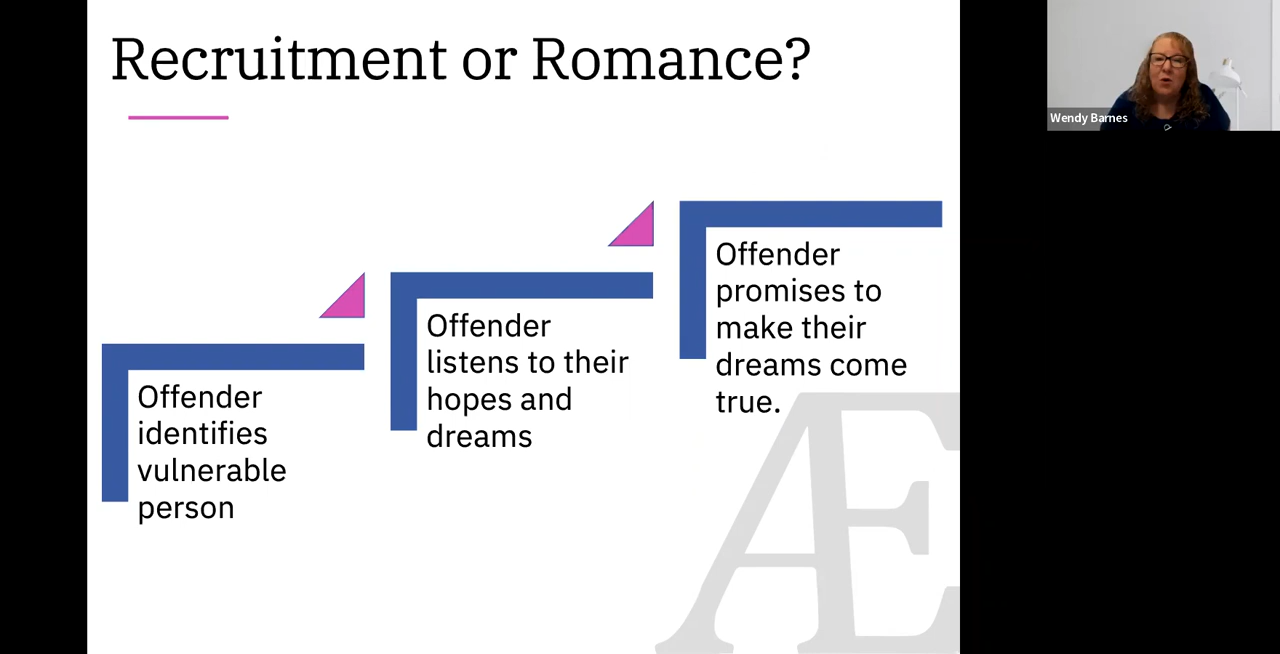 Recruitment or Romance?
Wendy Barnes
Offender
identifies
vulnerable
person
Offender
listens to their
hopes and
dreams
Offender
promises to
make their
dreams come
true.
Æ